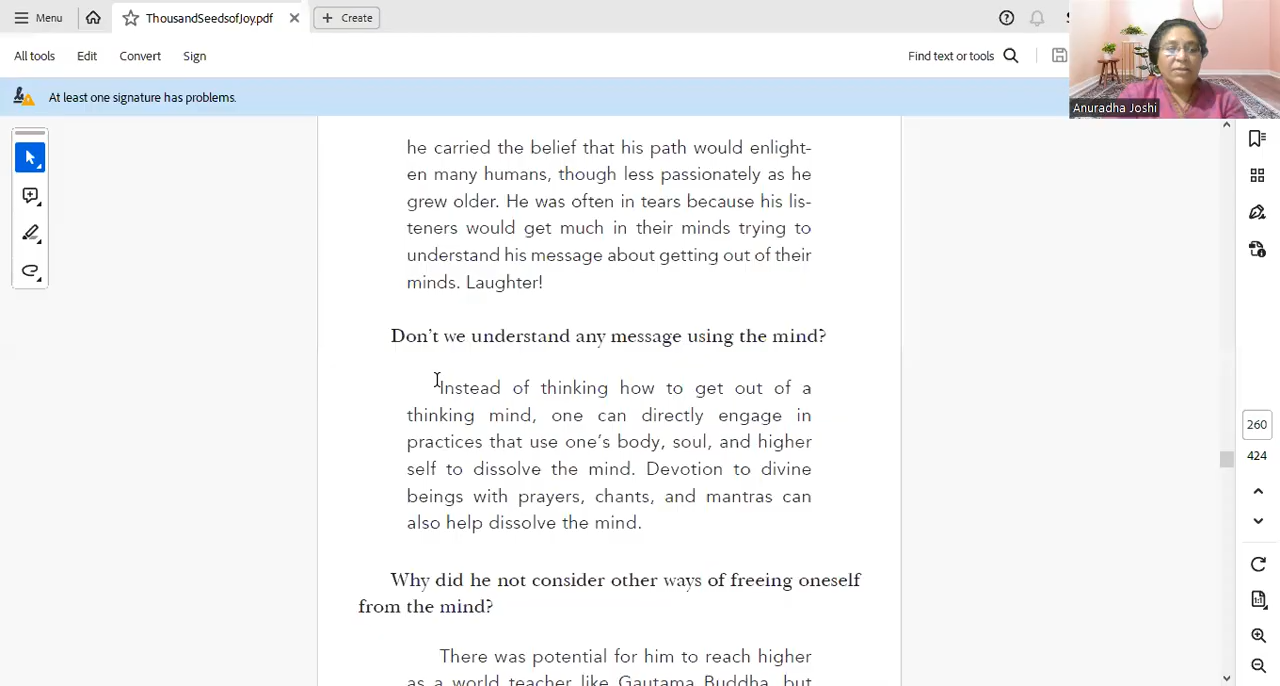 Menu
ThousandSeedsofJoy.pdf
Create
All tools Edit Convert Sign
Find text or tools
At least one signature has problems.
Anuradha Joshi
he carried the belief that his path would enlight-
en many humans, though less passionately as he
grew older. He was often in tears because his lis-
teners would get much in their minds trying to
understand his message about getting out of their
minds. Laughter!
Don't we understand any message using the mind?
Instead of thinking how to get out of a
thinking mind, one can directly engage in
practices that use one's body, soul, and higher
self to dissolve the mind. Devotion to divine
beings with prayers, chants, and mantras can
also help dissolve the mind.
Why did he not consider other ways of freeing oneself
from the mind?
There was potential for him to reach higher
as a world teacher like Gautama Buddha, but
260
424